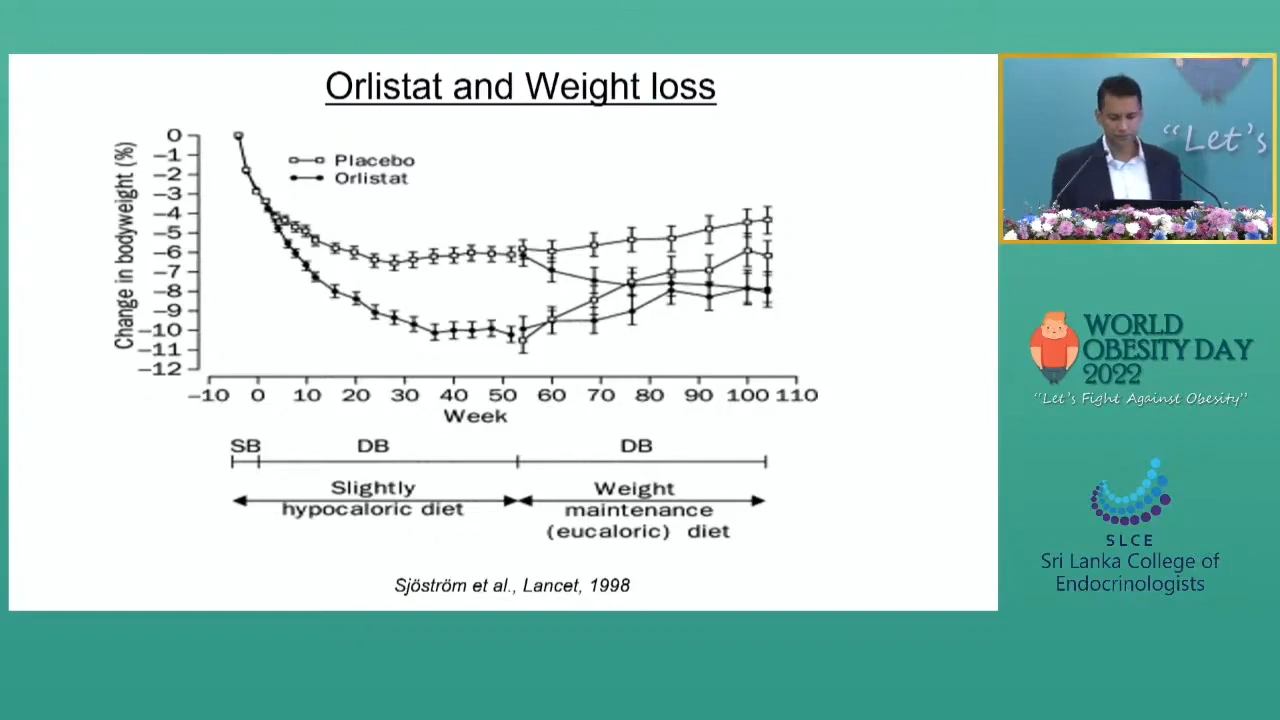 Orlistat and Weight loss
Change in bodyweight (%)
0
−1
−2
−3
−4
−5
−6
−7
−8
−9
−10
−11
−12
Placebo
Orlistat
−10 0 10 20 30 40 50 60 70 80 90 100 110
Week
SB DB DB
Slightly
hypocaloric diet
Weight
maintenance
(eucaloric) diet
Sjöström et al., Lancet, 1998
“Let’s
WORLD
OBESITY DAY
2022
“Let’s Fight Against Obesity”
SLCE
Sri Lanka College of
Endocrinologists